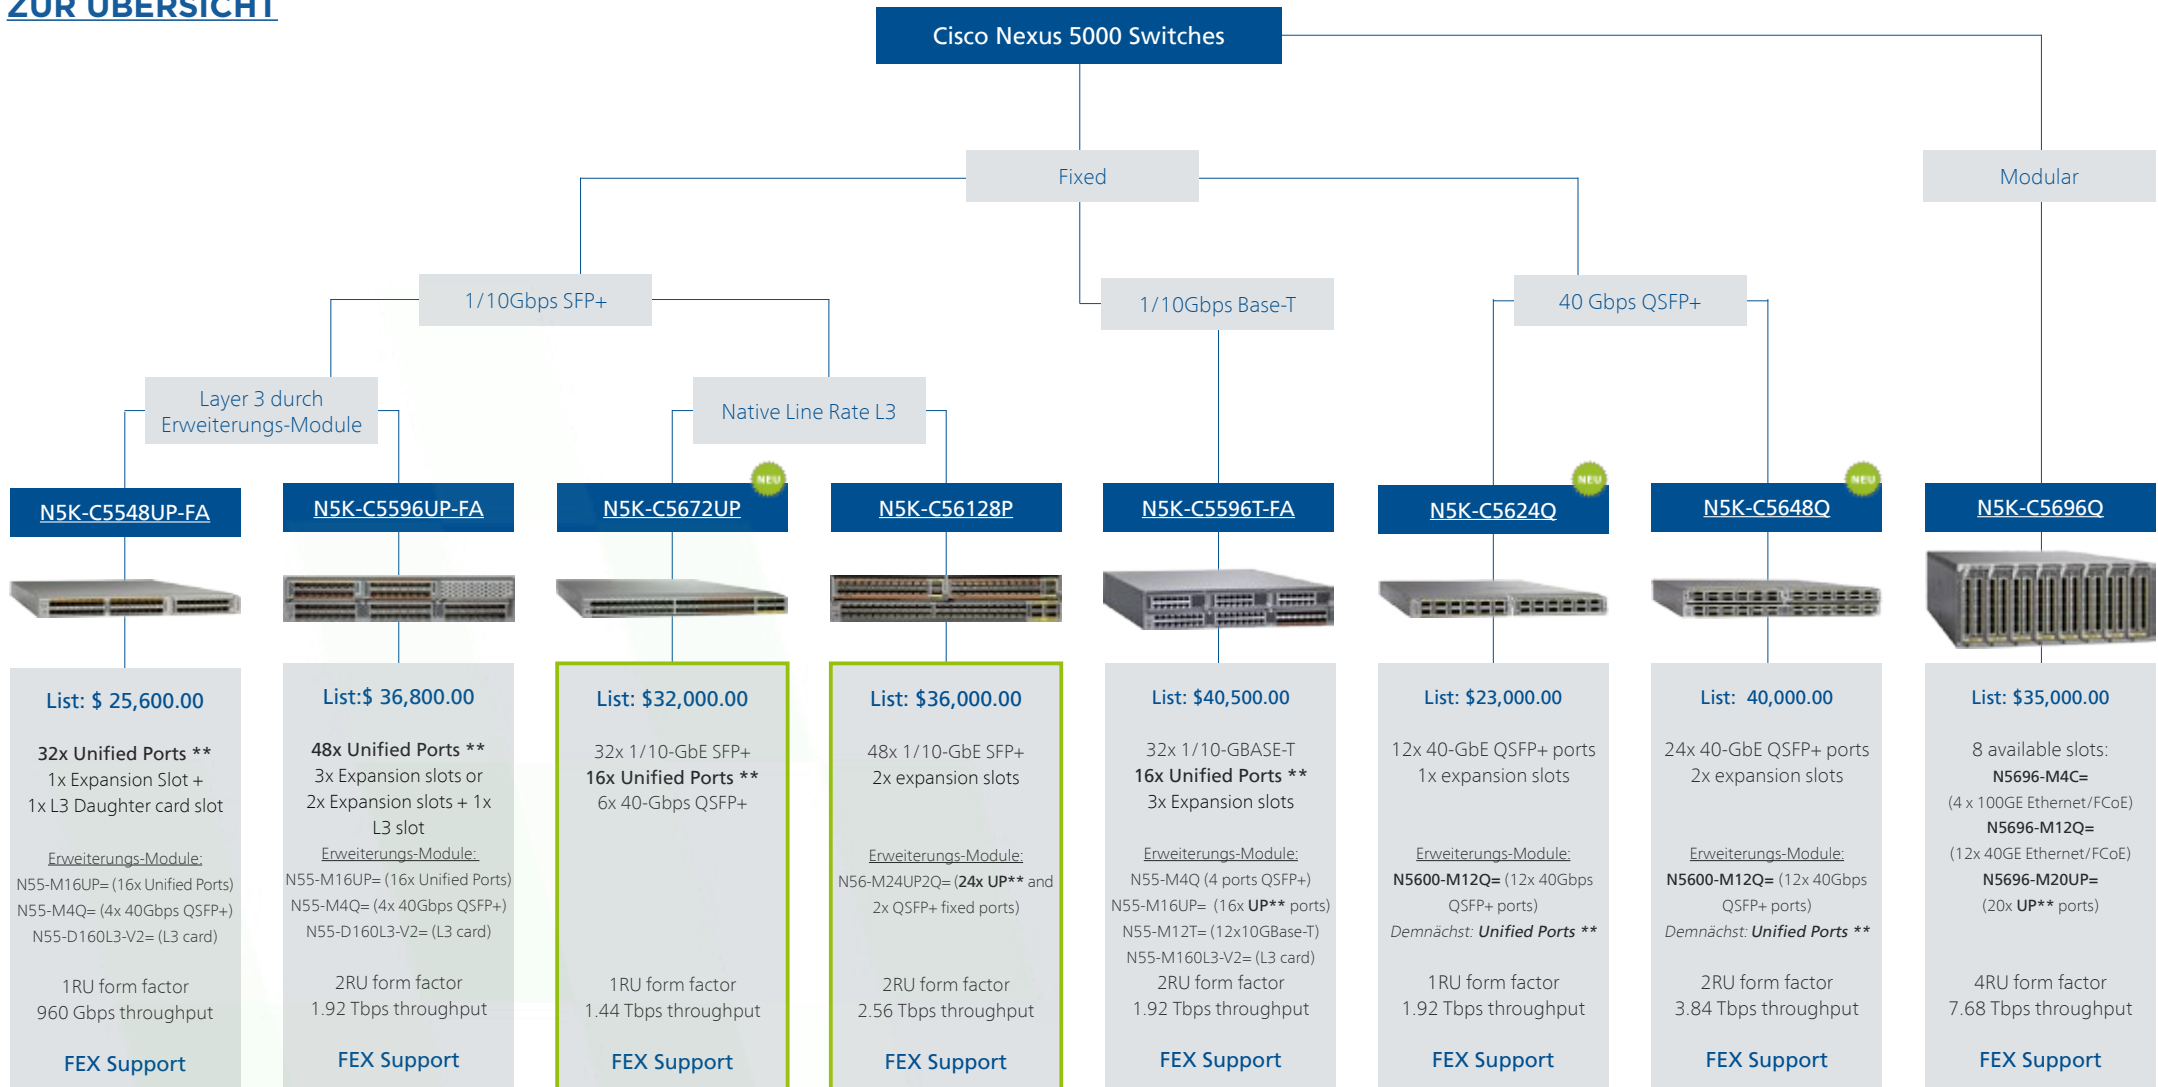 ZUR ÜBERSICHT
Cisco Nexus 5000 Switches
Fixed
Modular
1/10Gbps SFP+
1/10Gbps Base-T
40 Gbps QSFP+
Layer 3 durch
Erweiterungs-Module
Native Line Rate L3
NEU
NEU
NEU
N5K-C5548UP-FA
N5K-C5596UP-FA
N5K-C5672UP
N5K-C56128P
N5K-C5596T-FA
N5K-C5624Q
N5K-C5648Q
N5K-C5696Q
List: $ 25,600.00
32x Unified Ports **
1x Expansion Slot +
1x L3 Daughter card slot
Erweiterungs-Module:
N55-M16UP= (16x Unified Ports)
N55-M4Q= (4x 40Gbps QSFP+)
N55-D160L3-V2= (L3 card)
1RU form factor
960 Gbps throughput
FEX Support
List:$ 36,800.00
48x Unified Ports **
3x Expansion slots or
2x Expansion slots + 1x
L3 slot
Erweiterungs-Module:
N55-M16UP= (16x Unified Ports)
N55-M4Q= (4x 40Gbps QSFP+)
N55-D160L3-V2= (L3 card)
2RU form factor
1.92 Tbps throughput
FEX Support
List: $32,000.00
32x 1/10-GbE SFP+
16x Unified Ports **
6x 40-Gbps QSFP+
1RU form factor
1.44 Tbps throughput
FEX Support
List: $36,000.00
48x 1/10-GbE SFP+
2x expansion slots
Erweiterungs-Module:
N56-M24UP2Q= (24x UP** and
2x QSFP+ fixed ports)
2RU form factor
2.56 Tbps throughput
FEX Support
List: $40,500.00
32x 1/10-GBASE-T
16x Unified Ports **
3x Expansion slots
Erweiterungs-Module:
N55-M4Q (4 ports QSFP+)
N55-M16UP= (16x UP** ports)
N55-M12T= (12x10GBase-T)
N55-M160L3-V2= (L3 card)
2RU form factor
1.92 Tbps throughput
FEX Support
List: $23,000.00
12x 40-GbE QSFP+ ports
1x expansion slots
Erweiterungs-Module:
N5600-M12Q= (12x 40Gbps
QSFP+ ports)
Demnächst: Unified Ports **
1RU form factor
1.92 Tbps throughput
FEX Support
List: 40,000.00
24x 40-GbE QSFP+ ports
2x expansion slots
Erweiterungs-Module:
N5600-M12Q= (12x 40Gbps
QSFP+ ports)
Demnächst: Unified Ports **
2RU form factor
3.84 Tbps throughput
FEX Support
List: $35,000.00
8 available slots:
N5696-M4C=
(4 x 100GE Ethernet/FCoE)
N5696-M12Q=
(12x 40GE Ethernet/FCoE)
N5696-M20UP=
(20x UP** ports)
4RU form factor
7.68 Tbps throughput
FEX Support